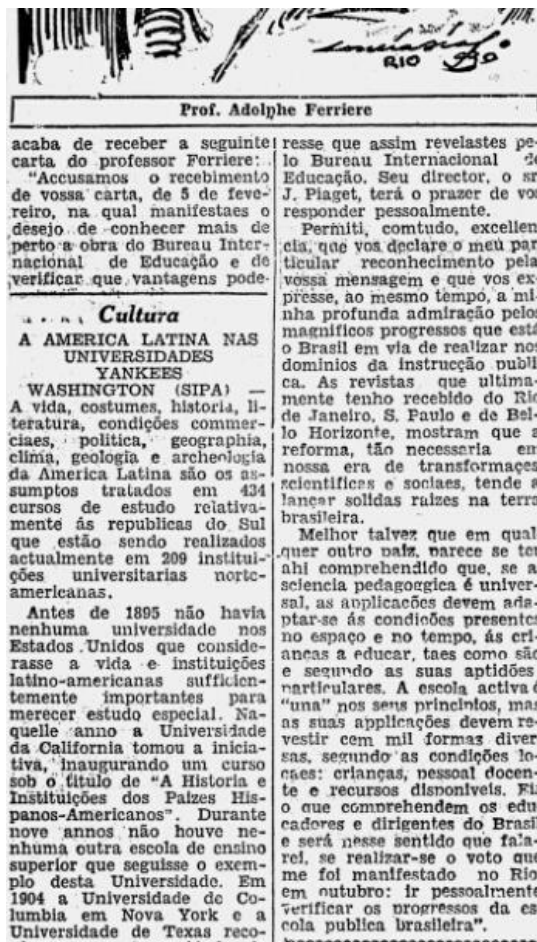 RIO 930
Prof. Adolphe Ferriere
acaba de receber a seguinte
carta do professor Ferriere:
"Accusamos o recebimento
de vossa carta, de 5 de feve-
reiro, na qual manifestaes o
desejo de conhecer mais de
perto a obra do Bureau Inter-
nacional de Educação e de
verificar que vantagens pode-
Cultura
A AMERICA LATINA NAS
UNIVERSIDADES
YANKEES
WASHINGTON (SIPA) —
A vida, costumes, historia, li-
teratura, condições commer-
ciaes, politica, geographia,
clima, geologia e archeologia
da America Latina são os as-
sumptos tratados em 434
cursos de estudo relativa-
mente ás republicas do Sul
que estão sendo realizados
actualmente em 209 institui-
ções universitarias norte-
americanas.
Antes de 1895 não havia
nenhuma universidade nos
Estados Unidos que conside-
rasse a vida e instituições
latino-americanas sufficien-
temente importantes para
merecer estudo especial. Na-
quelle anno a Universidade
da California tomou a inicia-
tiva, inaugurando um curso
sob o titulo de "A Historia e
Instituições dos Paizes His-
panos-Americanos". Durante
nove annos não houve ne-
nhuma outra escola de ensino
superior que seguisse o exem-
plo desta Universidade. Em
1904 a Universidade de Co-
lumbia em Nova York e a
Universidade de Texas reco-
resse que assim revelastes pe-
lo Bureau Internacional de
Educação. Seu director, o sr
J. Piaget, terá o prazer de vos
responder pessoalmente.
Permiti, comtudo, excellen
cia, que vos declare o meu par
ticular reconhecimento pela
vossa mensagem e que vos ex-
presse, ao mesmo tempo, a mi-
nha profunda admiração pelos
magnificos progressos que está
o Brasil em via de realizar nos
dominios da instrucção publi
ca. As revistas que ultima-
mente tenho recebido do Rio
de Janeiro, S. Paulo e de Bel-
lo Horizonte, mostram que a
reforma, tão necessaria em
nossa era de transformações
scientificas e sociaes, tende a
lançar solidas raizes na terra
brasileira.
Melhor talvez que em qual-
quer outro paiz, parece se ter
ahi comprehendido que, se a
sciencia pedagoggica é univer-
sal, as applicações devem ada-
ptar-se ás condições presentes
no espaço e no tempo, ás cri-
anças a educar, taes como são
e segundo as suas aptidões
particulares. A escola activa é
"una" nos seus principios, mas
as suas applicações devem re-
vestir cem mil formas diver
sas, segundo as condições lo-
caes: crianças, pessoal docen-
te e recursos disponiveis. Eis
o que comprehendem os edu
cadores e dirigentes do Brasil
e será nesse sentido que fala-
rei, se realizar-se o voto que
me foi manifestado no Rio
em outubro: ir pessoalmente
verificar os progressos da es
cola publica brasileira".